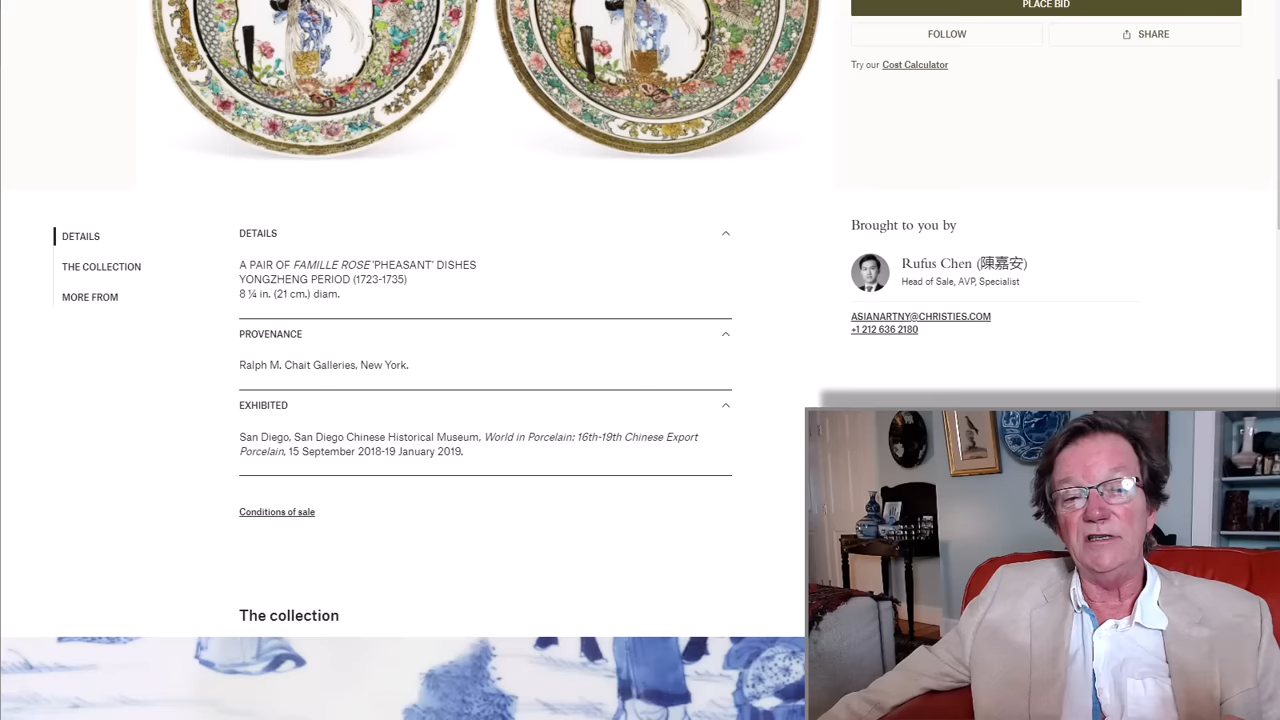 PLACE BID
FOLLOW
SHARE
Try our Cost Calculator
DETAILS
THE COLLECTION
MORE FROM
DETAILS
A PAIR OF FAMILLE ROSE 'PHEASANT' DISHES
YONGZHENG PERIOD (1723-1735)
8 ¼ in. (21 cm.) diam.
PROVENANCE
Ralph M. Chait Galleries, New York.
EXHIBITED
San Diego, San Diego Chinese Historical Museum, World in Porcelain: 16th-19th Chinese Export
Porcelain, 15 September 2018-19 January 2019.
Conditions of sale
The collection
Brought to you by
Rufus Chen (陳嘉安)
Head of Sale, AVP, Specialist
ASIANARTNY@CHRISTIES.COM
+1 212 636 2180